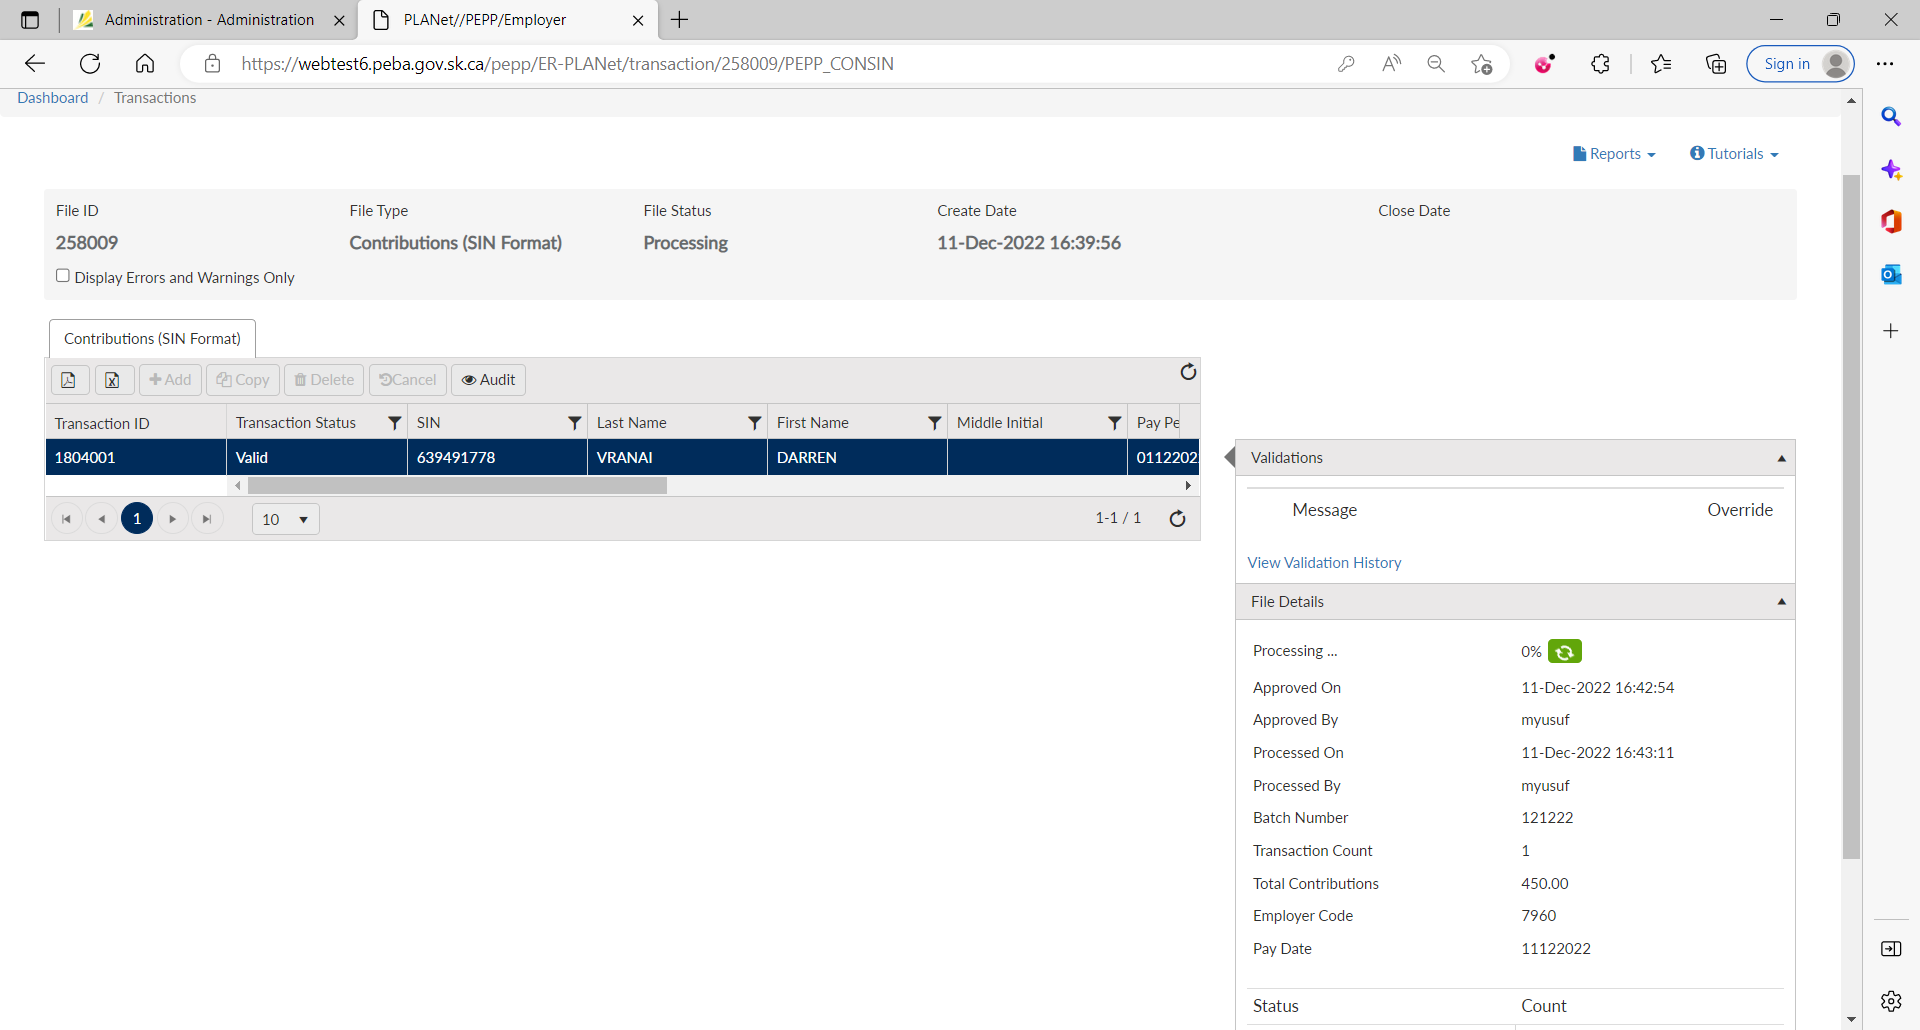 Administration - Administration
PLANet//PEPP/Employer
https://webtest6.peba.gov.sk.ca/pepp/ER-PLANet/transaction/258009/PEPP_CONSIN
Sign in
Dashboard / Transactions
Reports
Tutorials
File ID
File Type
File Status
Create Date
Close Date
258009
Contributions (SIN Format)
Processing
11-Dec-2022 16:39:56
Display Errors and Warnings Only
Contributions (SIN Format)
Add
Copy
Delete
Cancel
Audit
Transaction ID
Transaction Status
SIN
Last Name
First Name
Middle Initial
Pay Pe
1804001
Valid
639491778
VRANAI
DARREN
0112202
1
10
1-1 / 1
Validations
Message
Override
View Validation History
File Details
Processing ...
0%
Approved On
11-Dec-2022 16:42:54
Approved By
myusuf
Processed On
11-Dec-2022 16:43:11
Processed By
myusuf
Batch Number
121222
Transaction Count
1
Total Contributions
450.00
Employer Code
7960
Pay Date
11122022
Status
Count